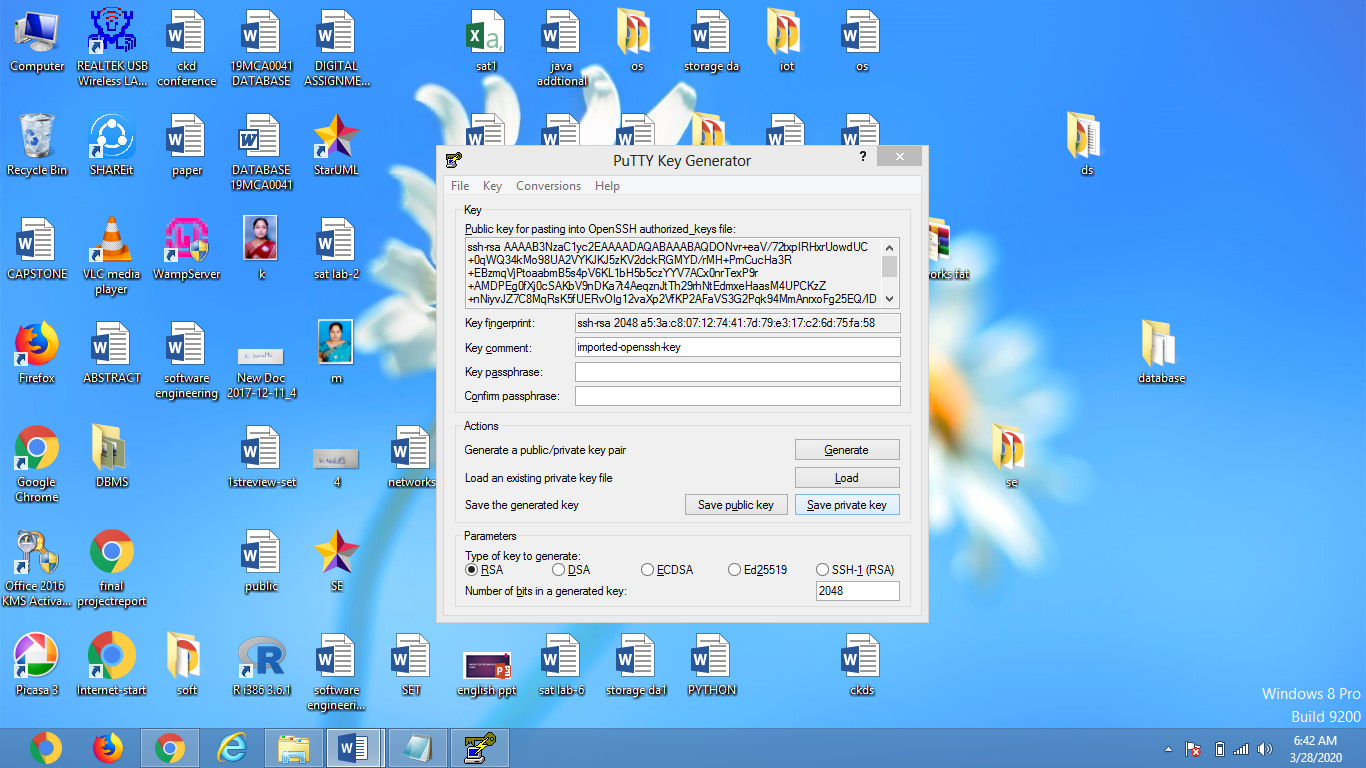 Computer
REALTEK USB
Wireless LA...
ckd
conference
19MCA0041
DATABASE
DIGITAL
ASSIGNME...
sat1
java
addtional
os
storage da
iot
os
Recycle Bin
SHAREit
paper
DATABASE
19MCA0041
StarUML
ds
PuTTY Key Generator
?
File Key Conversions Help
Key
Public key for pasting into OpenSSH authorized_keys file:
ssh-rsa AAAAB3NzaC1yc2EAAAADAQABAAABAQDONvr+eaV/72txpIRHxrUowdUC
+0qWQ34kMo98UA2VYKJKJ5zKV2dckRGMYD/rMH+PmCucHa3R
+EBzmqVjPtoaabmB5s4pV6KL1bH5b5czYYV7ACx0nrTexP9r
+AMDPEg0fXj0cSAKbV9nDKa7t4AeqznJtTh29rhNtEdmxeHaasM4UPCKzZ
+nNiyvJZ7C8MqRsK5fUERvOIg12vaXp2VfKP2AFaVS3G2Pqk94MmAnrxoFg25EQ/ID
Key fingerprint: ssh-rsa 2048 a5:3a:c8:07:12:74:41:7d:79:e3:17:c2:6d:75:fa:58
Key comment: imported-openssh-key
Key passphrase:
Confirm passphrase:
Actions
Generate a public/private key pair Generate
Load an existing private key file Load
Save the generated key Save public key Save private key
Parameters
Type of key to generate:
RSA DSA ECDSA Ed25519 SSH-1 (RSA)
Number of bits in a generated key: 2048
CAPSTONE
VLC media
player
WampServer
k
sat lab-2
works fat
Firefox
ABSTRACT
software
engineering
New Doc
2017-12-11_4
m
database
Google
Chrome
DBMS
1streview-set
4
networks
se
Office 2016
KMS Activa...
final
projectreport
public
SE
Picasa 3
Internet-start
soft
R i386 3.6.1
software
engineeri...
SET
english ppt
sat lab-6
storage da1
PYTHON
ckds
Windows 8 Pro
Build 9200
6:42 AM
3/28/2020